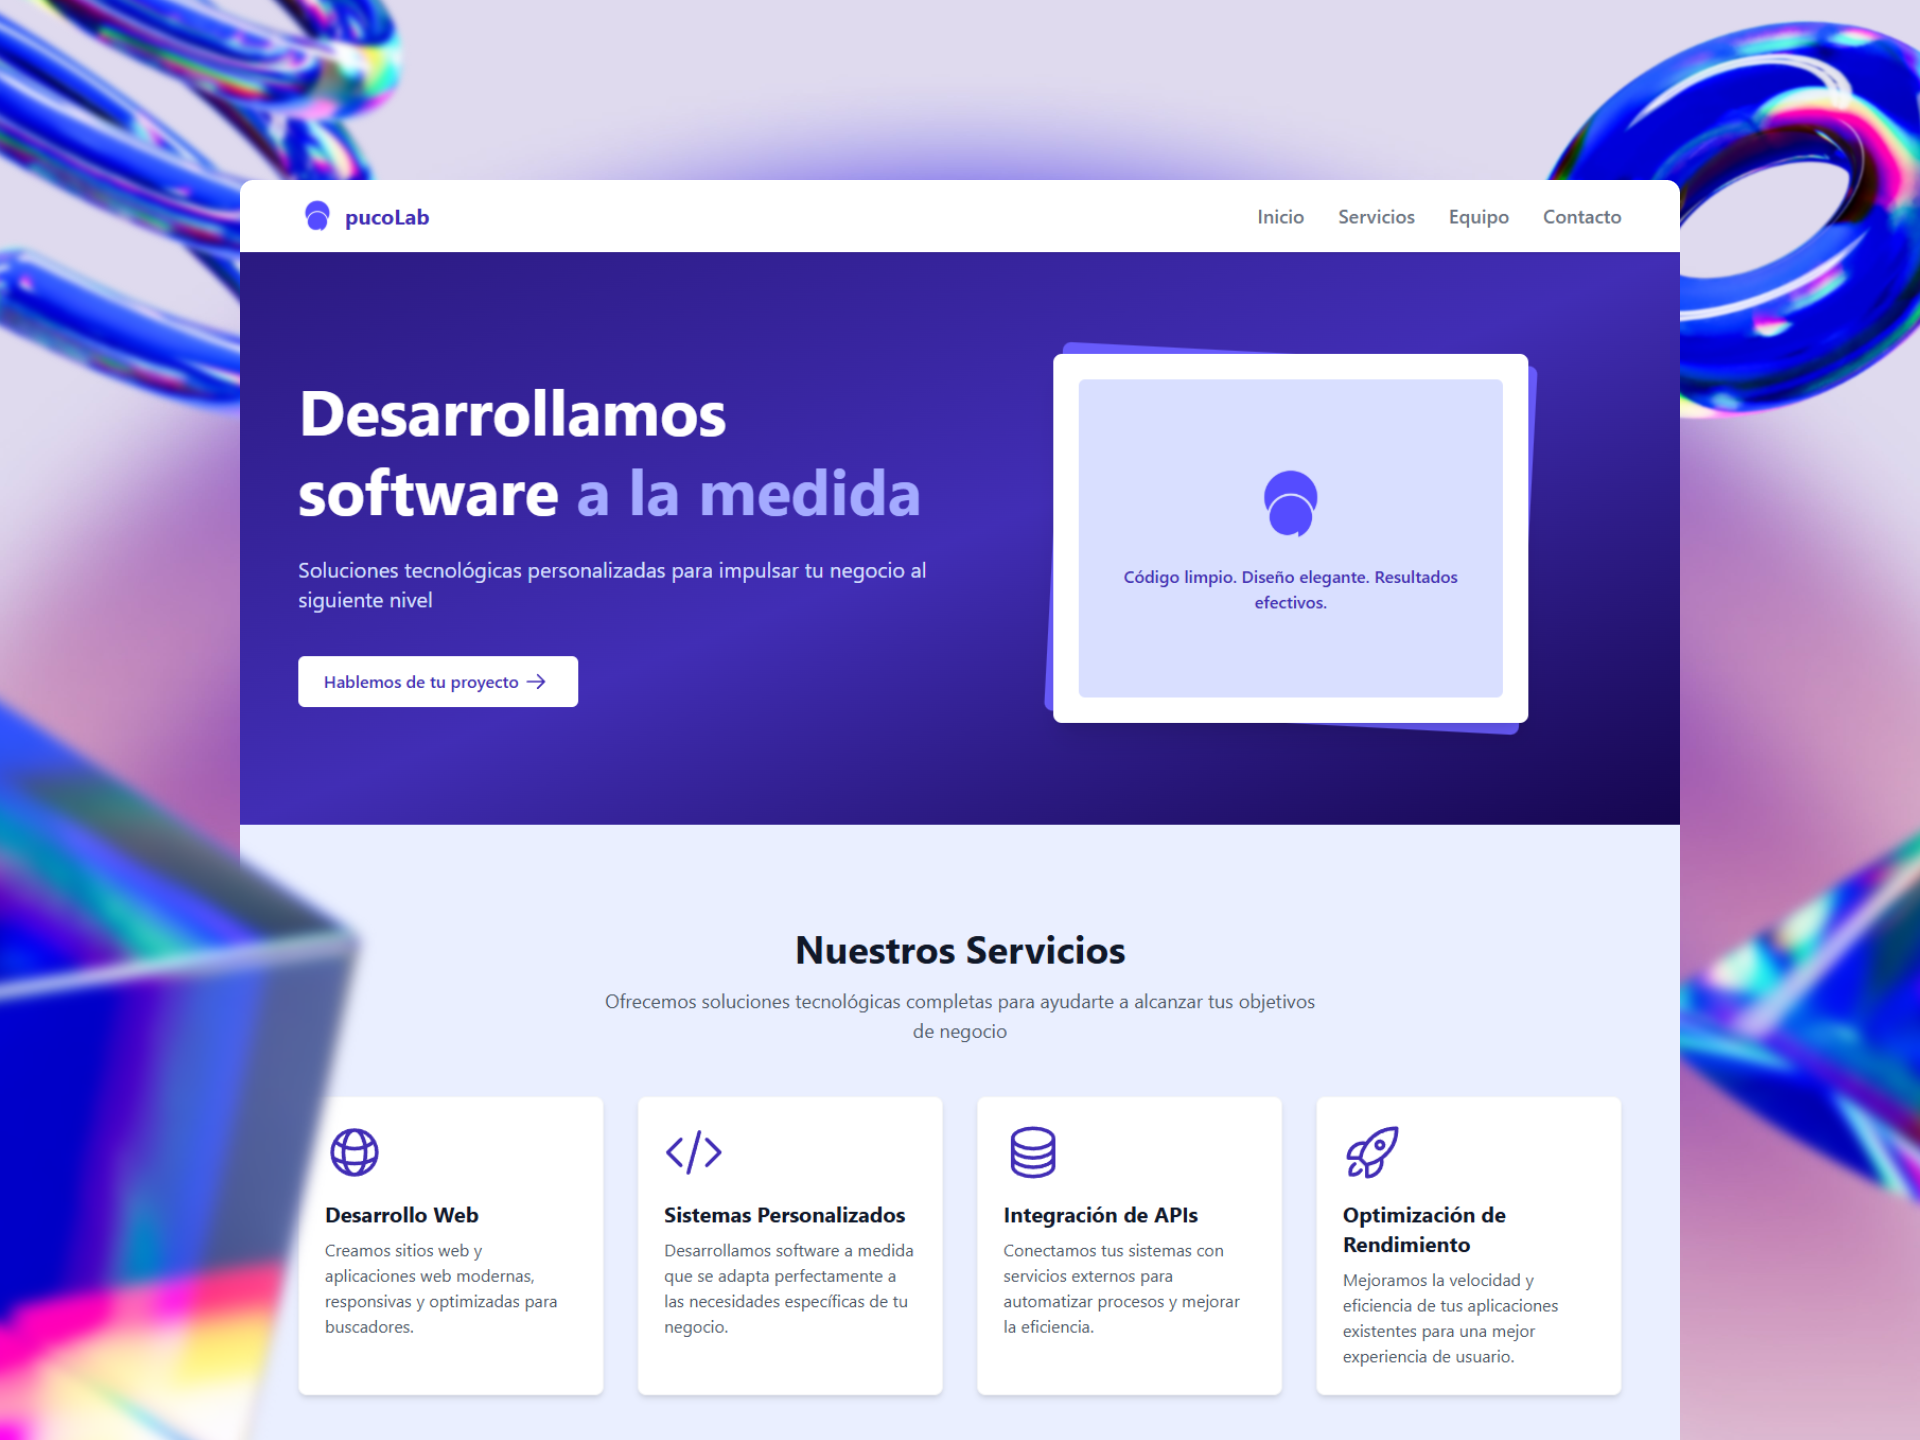 pucoLab
Inicio Servicios Equipo Contacto
Desarrollamos
software a la medida
Soluciones tecnológicas personalizadas para impulsar tu negocio al
siguiente nivel
Hablemos de tu proyecto
Código limpio. Diseño elegante. Resultados
efectivos.
Nuestros Servicios
Ofrecemos soluciones tecnológicas completas para ayudarte a alcanzar tus objetivos
de negocio
Desarrollo Web
Creamos sitios web y
aplicaciones web modernas,
responsivas y optimizadas para
buscadores.
Sistemas Personalizados
Desarrollamos software a medida
que se adapta perfectamente a
las necesidades específicas de tu
negocio.
Integración de APIs
Conectamos tus sistemas con
servicios externos para
automatizar procesos y mejorar
la eficiencia.
Optimización de
Rendimiento
Mejoramos la velocidad y
eficiencia de tus aplicaciones
existentes para una mejor
experiencia de usuario.